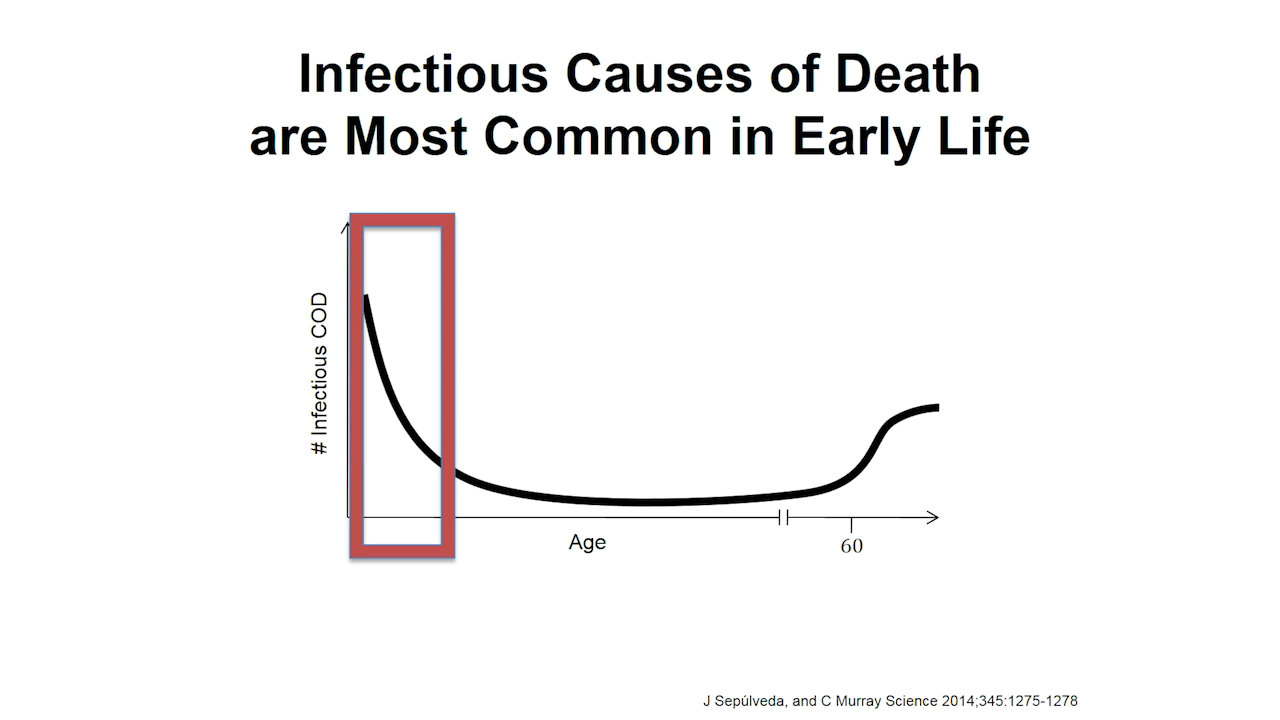 Infectious Causes of Death
are Most Common in Early Life
# Infectious COD
Age
60
J Sepúlveda, and C Murray Science 2014;345:1275-1278